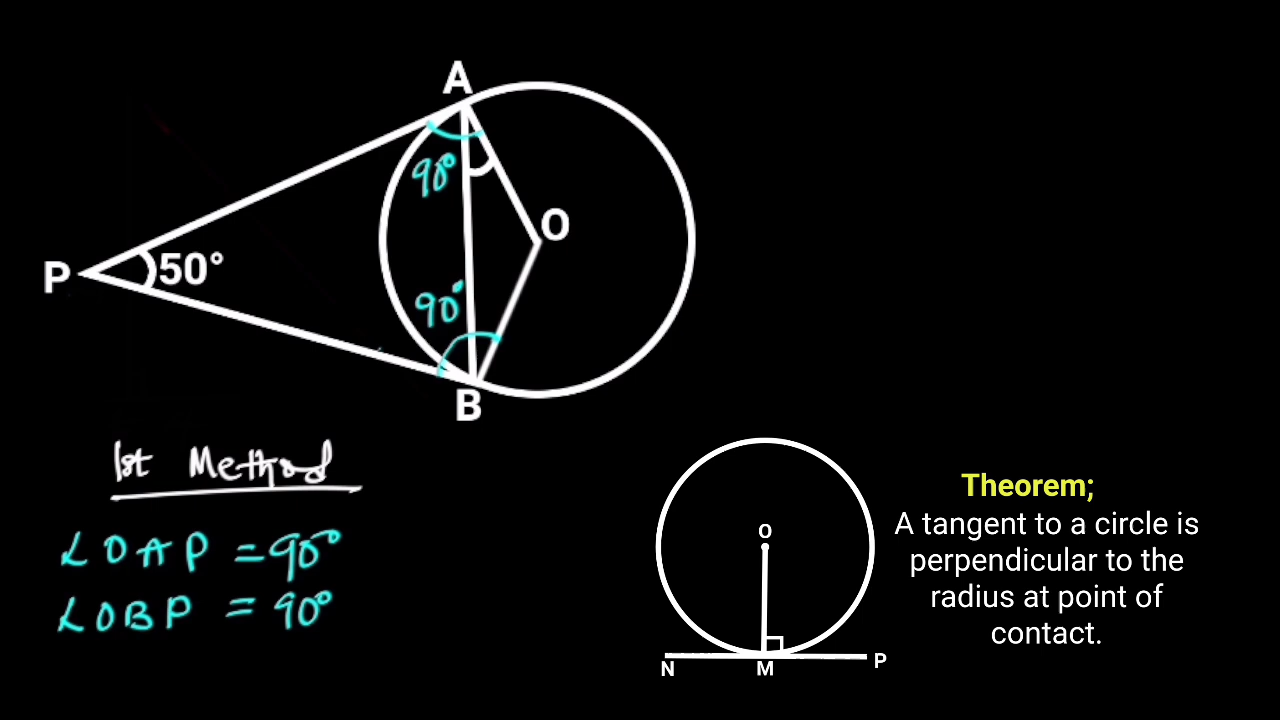 A
90°
O
P
50°
90°
B
1st Method
∠OAP = 90°
∠OBP = 90°
Theorem;
A tangent to a circle is
perpendicular to the
radius at point of
contact.
O
N M P